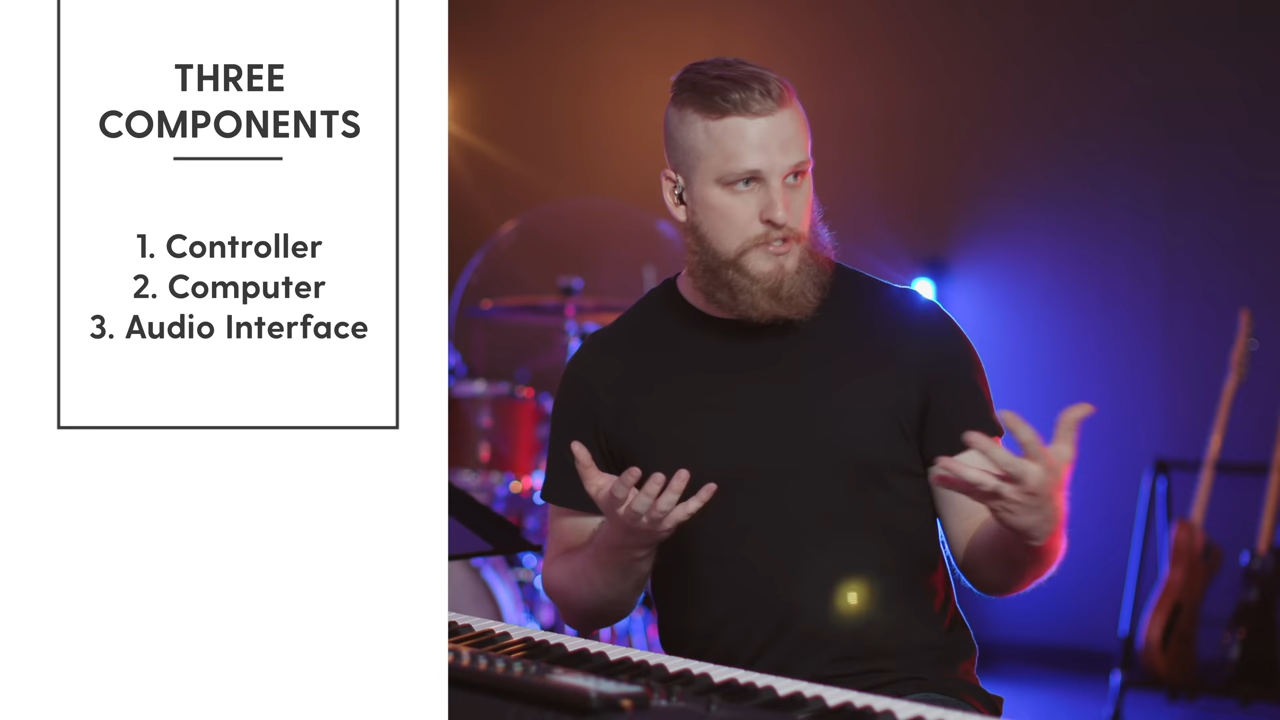 THREE
COMPONENTS
1. Controller
2. Computer
3. Audio Interface